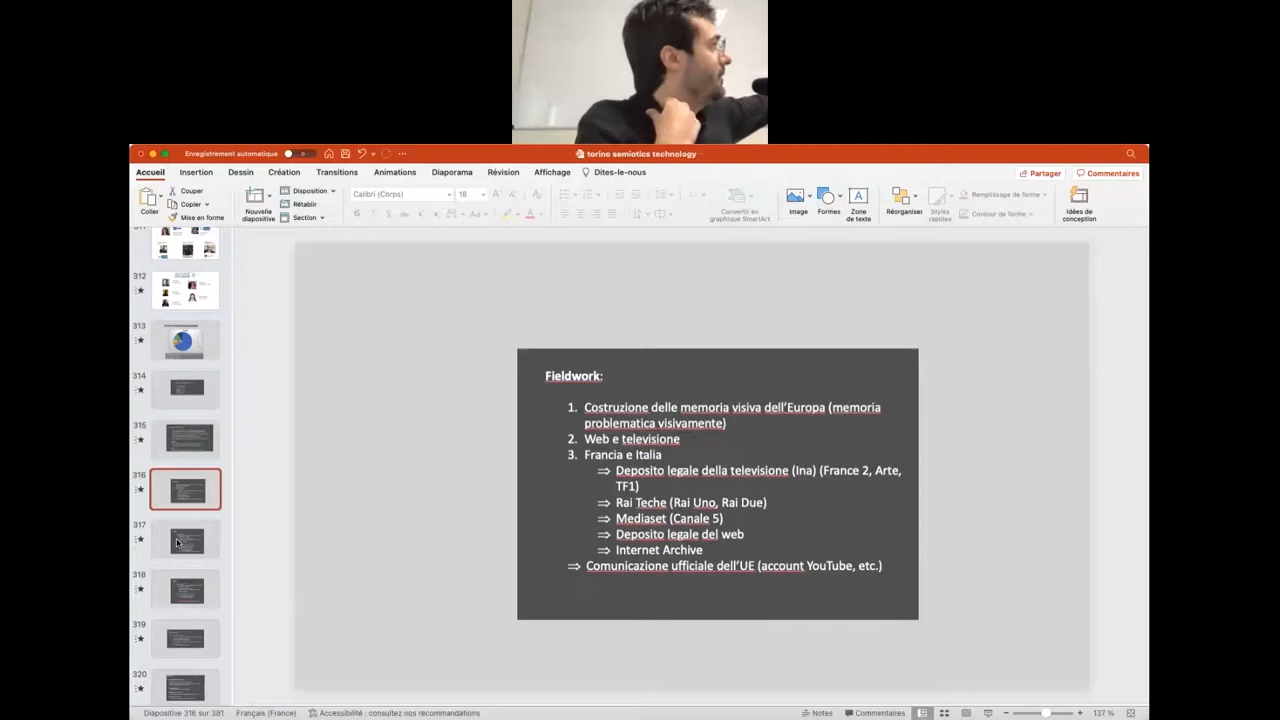 Enregistrement automatique
torino semiotics technology
Accueil Insertion Dessin Création Transitions Animations Diaporama Révision Affichage Dites-le-nous
Partager Commentaires
Coller
Couper
Copier
Mise en forme
Nouvelle diapositive
Disposition
Rétablir
Section
Calibri (Corps) 18
G
Convertir en graphique SmartArt
Image
Formes
Zone de texte
Réorganiser
Styles rapides
Remplissage de forme
Contour de forme
Idées de conception
312
313
314
315
316
317
318
319
320
Fieldwork:
1. Costruzione delle memoria visiva dell'Europa (memoria
problematica visivamente)
2. Web e televisione
3. Francia e Italia
⇒ Deposito legale della televisione (Ina) (France 2, Arte,
TF1)
⇒ Rai Teche (Rai Uno, Rai Due)
⇒ Mediaset (Canale 5)
⇒ Deposito legale del web
⇒ Internet Archive
⇒ Comunicazione ufficiale dell'UE (account YouTube, etc.)
Diapositive 316 sur 381 Français (France) Accessibilité : consultez nos recommandations Notes Commentaires 137 %